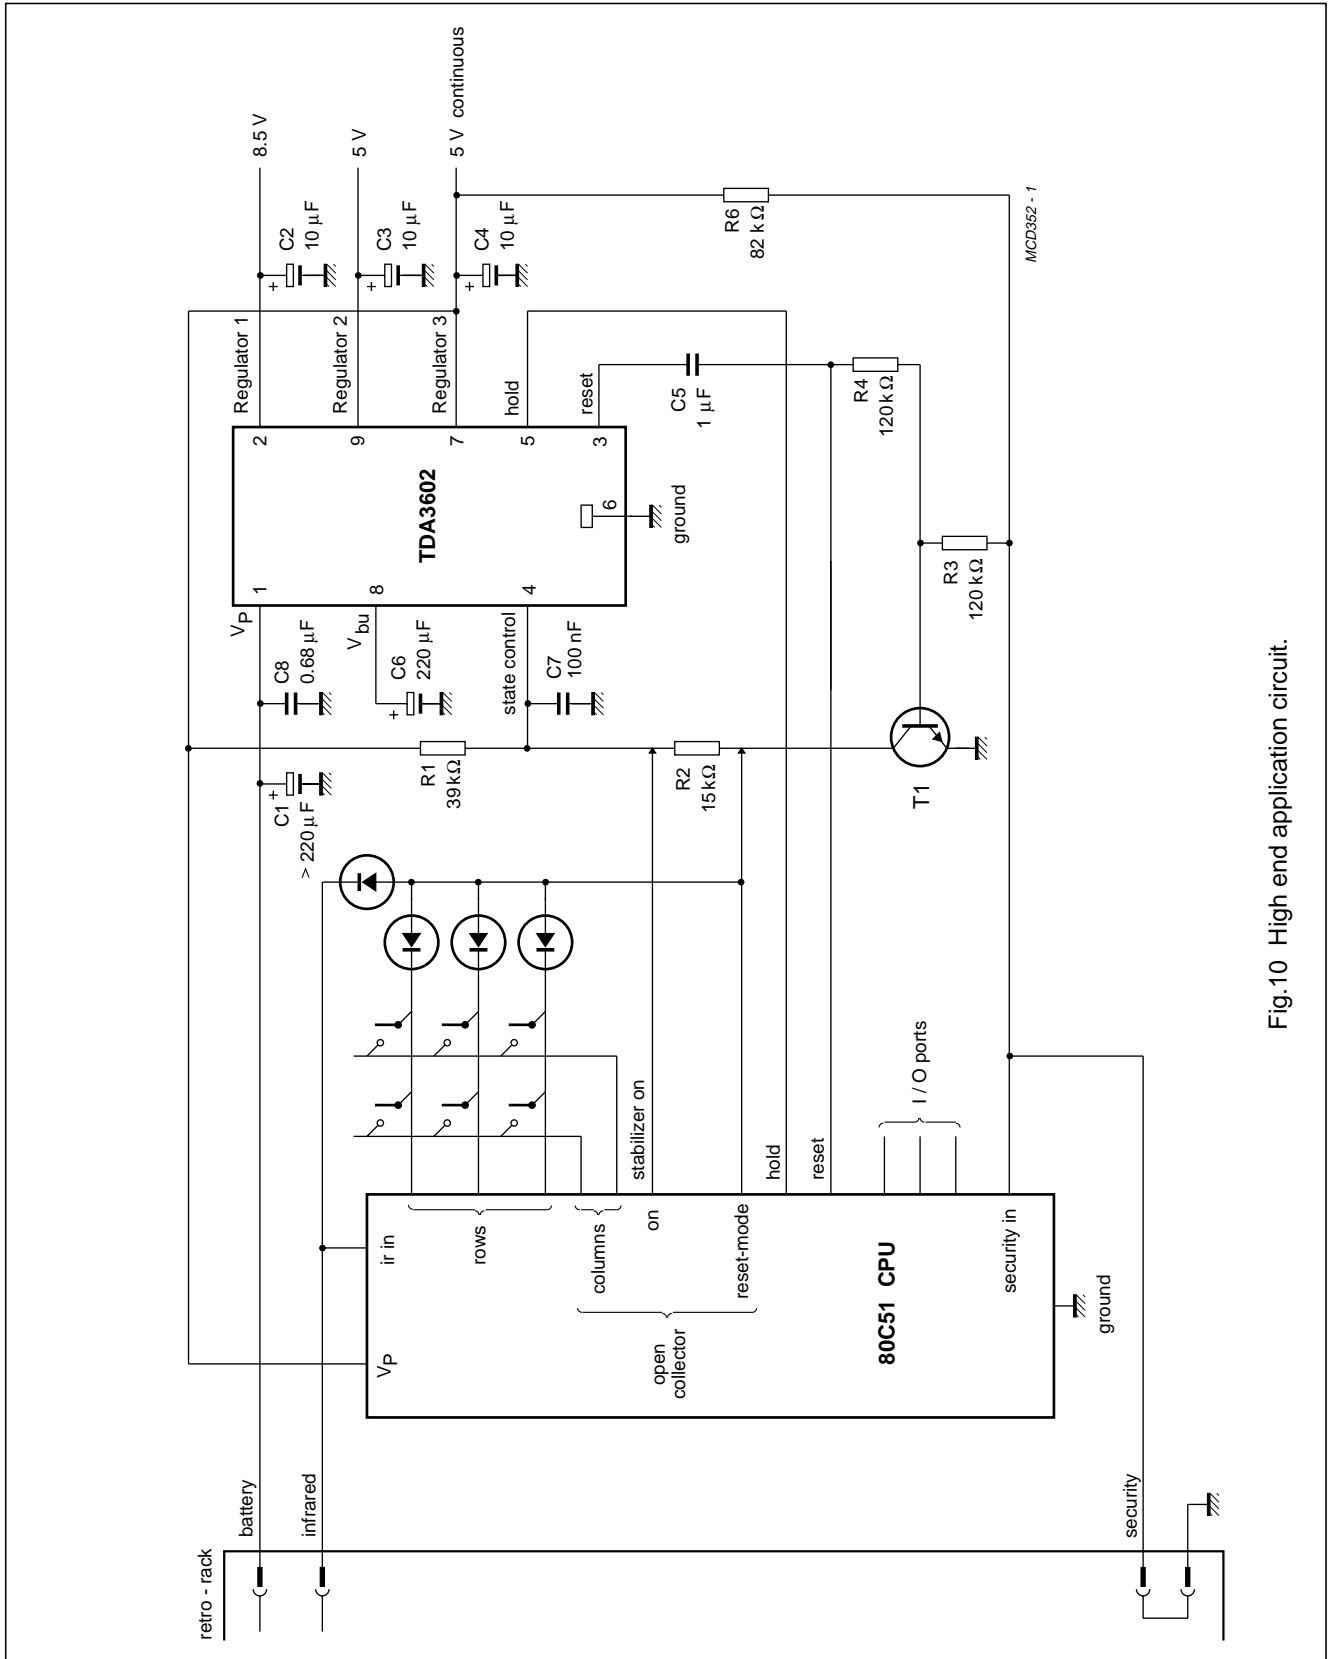 retro - rack
battery
infrared
security
VP
ir in
rows
columns
on
reset-mode
open
collector
80C51 CPU
security in
ground
stabilizer on
hold
reset
I / O ports
C1
+
> 220 µF
C8
0.68 µF
C6
220 µF
+
C7
100 nF
R1
39 kΩ
R2
15 kΩ
T1
VP
Vbu
state control
1
8
4
TDA3602
2
9
7
5
3
6
ground
Regulator 1
Regulator 2
Regulator 3
hold
reset
+
C2
10 µF
+
C3
10 µF
+
C4
10 µF
8.5 V
5 V
5 V continuous
C5
1 µF
R4
120 kΩ
R3
120 kΩ
R6
82 kΩ
MCD352 - 1
Fig.10 High end application circuit.